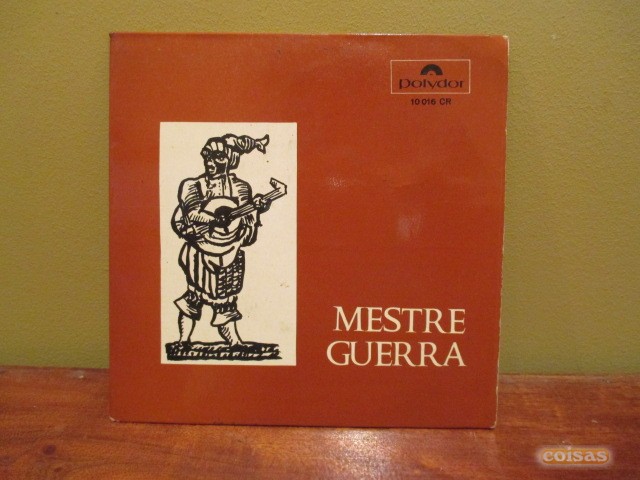 Polydor
10 016 CR
MESTRE
GUERRA
coisas